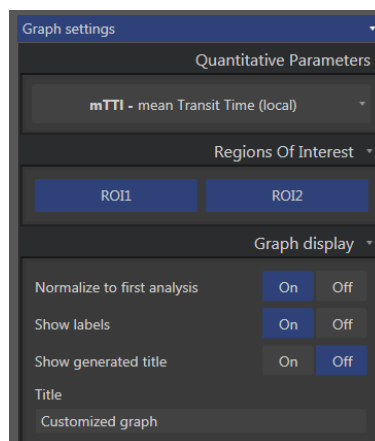 Graph settings
Quantitative Parameters
mTTI - mean Transit Time (local)
Regions Of Interest
ROI1 ROI2
Graph display
Normalize to first analysis On Off
Show labels On Off
Show generated title On Off
Title
Customized graph